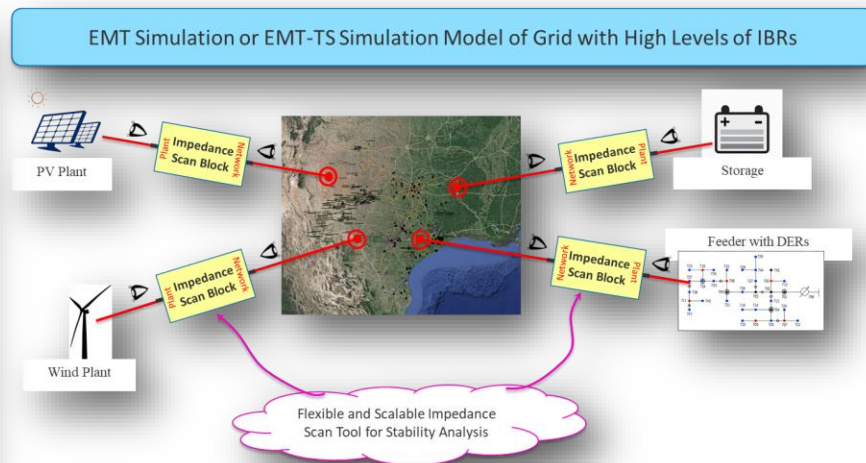 EMT Simulation or EMT-TS Simulation Model of Grid with High Levels of IBRs
Plant
Impedance
Scan Block
Network
PV Plant
Network
Impedance
Scan Block
Plant
Storage
Plant
Impedance
Scan Block
Network
Wind Plant
Network
Impedance
Scan Block
Plant
Feeder with DERs
Flexible and Scalable Impedance
Scan Tool for Stability Analysis